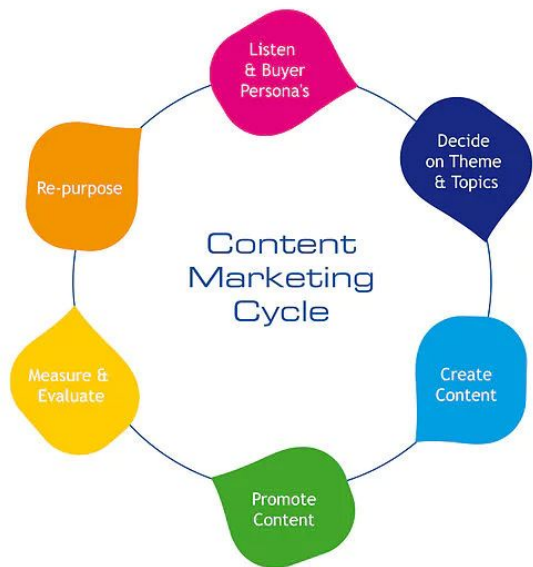 Listen
& Buyer
Persona's
Decide
on Theme
& Topics
Create
Content
Promote
Content
Measure &
Evaluate
Re-purpose
Content
Marketing
Cycle